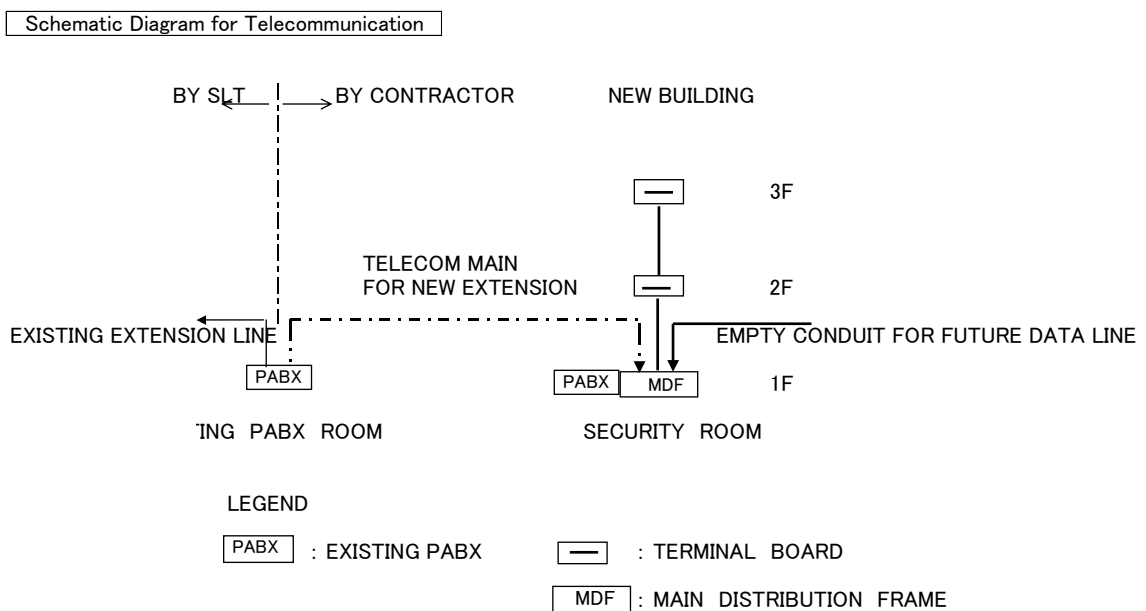 Schematic Diagram for Telecommunication
BY SLT
BY CONTRACTOR
NEW BUILDING
3F
TELECOM MAIN
FOR NEW EXTENSION
2F
EXISTING EXTENSION LINE
EMPTY CONDUIT FOR FUTURE DATA LINE
PABX
PABX
MDF
1F
ING PABX ROOM
SECURITY ROOM
LEGEND
PABX : EXISTING PABX
: TERMINAL BOARD
MDF : MAIN DISTRIBUTION FRAME